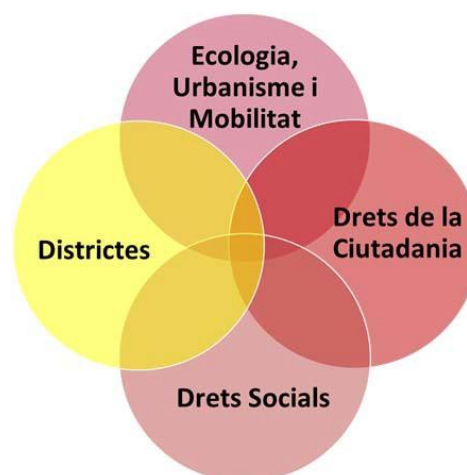 Ecologia,
Urbanisme i
Mobilitat
Districtes
Drets de la
Ciutadania
Drets Socials